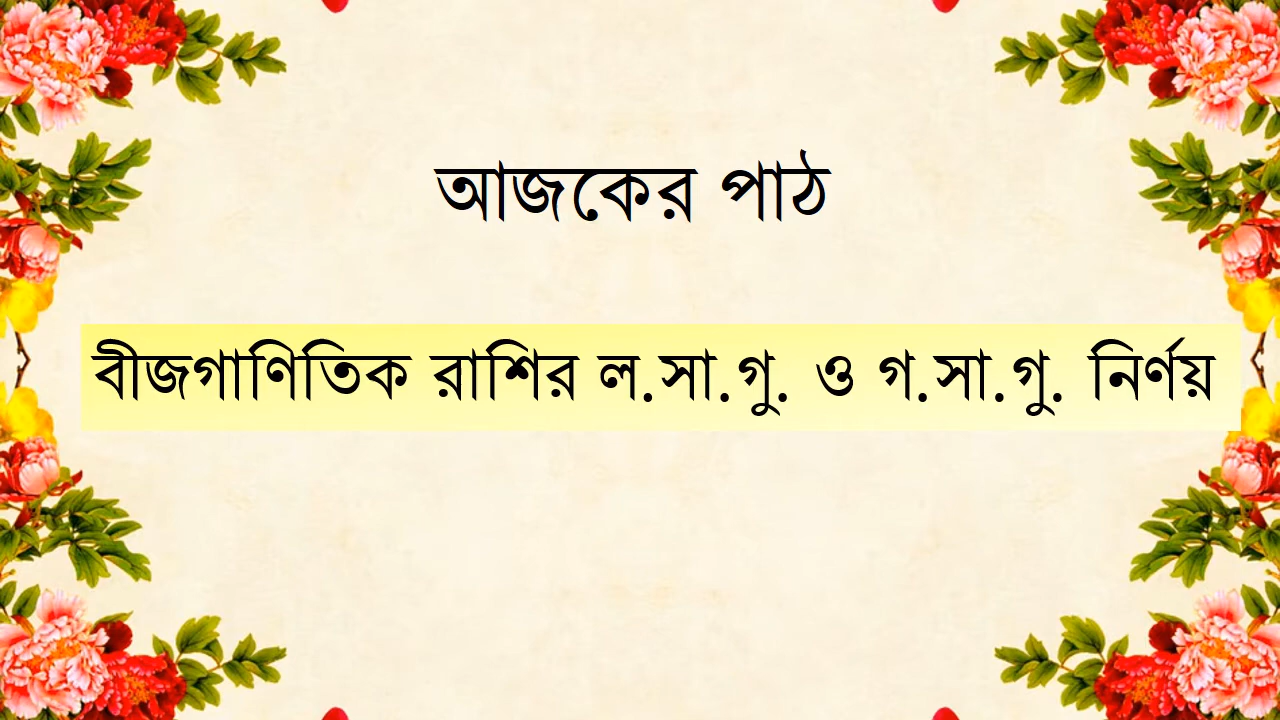 আজকের পাঠ
বীজগাণিতিক রাশির ল.সা.গু. ও গ.সা.গু. নির্ণয়